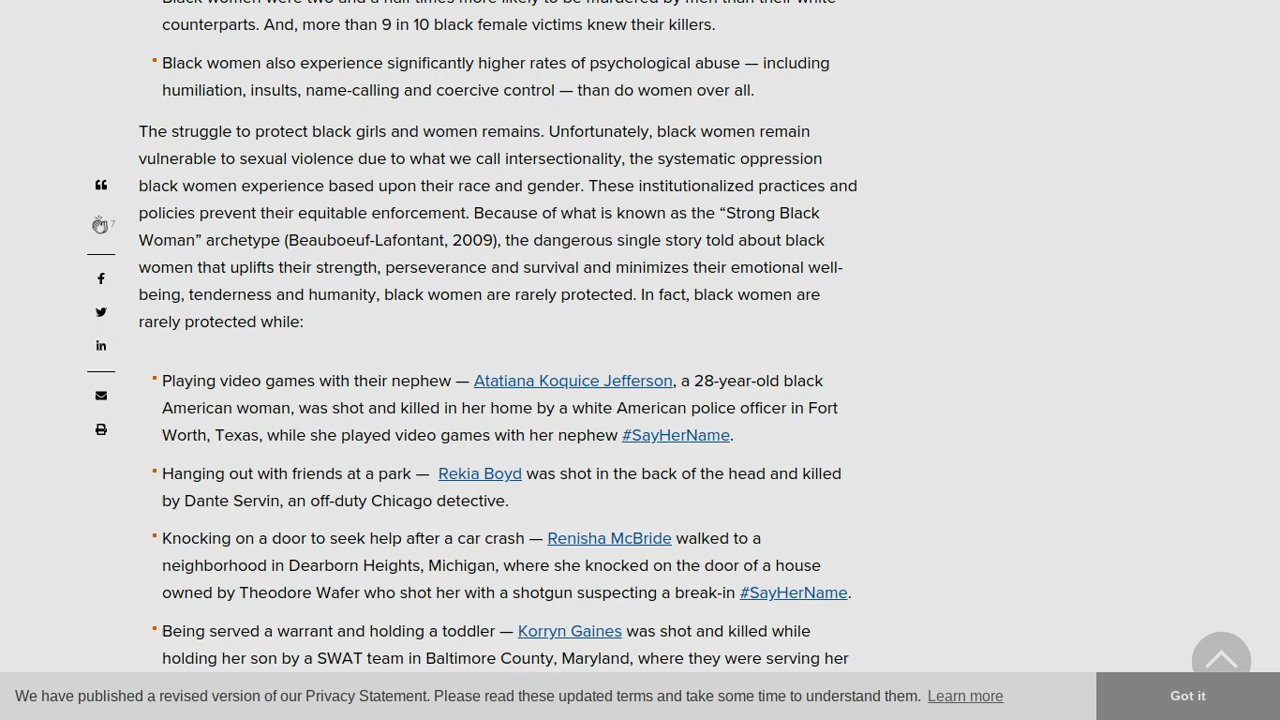 Black women were two and a half times more likely to be murdered by men than their white
counterparts. And, more than 9 in 10 black female victims knew their killers.
Black women also experience significantly higher rates of psychological abuse — including
humiliation, insults, name-calling and coercive control — than do women over all.
The struggle to protect black girls and women remains. Unfortunately, black women remain
vulnerable to sexual violence due to what we call intersectionality, the systematic oppression
black women experience based upon their race and gender. These institutionalized practices and
policies prevent their equitable enforcement. Because of what is known as the “Strong Black
Woman” archetype (Beauboeuf-Lafontant, 2009), the dangerous single story told about black
women that uplifts their strength, perseverance and survival and minimizes their emotional well-
being, tenderness and humanity, black women are rarely protected. In fact, black women are
rarely protected while:
7
Playing video games with their nephew — Atatiana Koquice Jefferson, a 28-year-old black
American woman, was shot and killed in her home by a white American police officer in Fort
Worth, Texas, while she played video games with her nephew #SayHerName.
Hanging out with friends at a park — Rekia Boyd was shot in the back of the head and killed
by Dante Servin, an off-duty Chicago detective.
Knocking on a door to seek help after a car crash — Renisha McBride walked to a
neighborhood in Dearborn Heights, Michigan, where she knocked on the door of a house
owned by Theodore Wafer who shot her with a shotgun suspecting a break-in #SayHerName.
Being served a warrant and holding a toddler — Korryn Gaines was shot and killed while
holding her son by a SWAT team in Baltimore County, Maryland, where they were serving her
We have published a revised version of our Privacy Statement. Please read these updated terms and take some time to understand them. Learn more
Got it